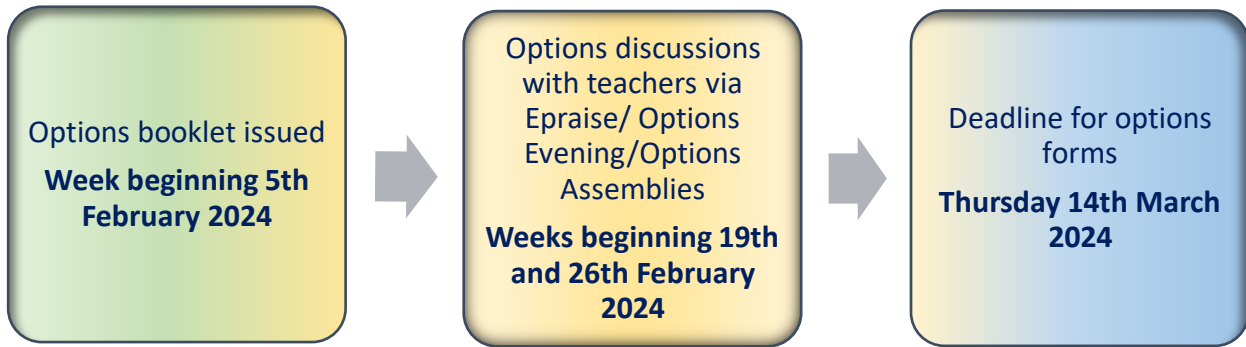 Options booklet issued
Week beginning 5th
February 2024
Options discussions
with teachers via
Epraise/ Options
Evening/Options
Assemblies
Weeks beginning 19th
and 26th February
2024
Deadline for options
forms
Thursday 14th March
2024